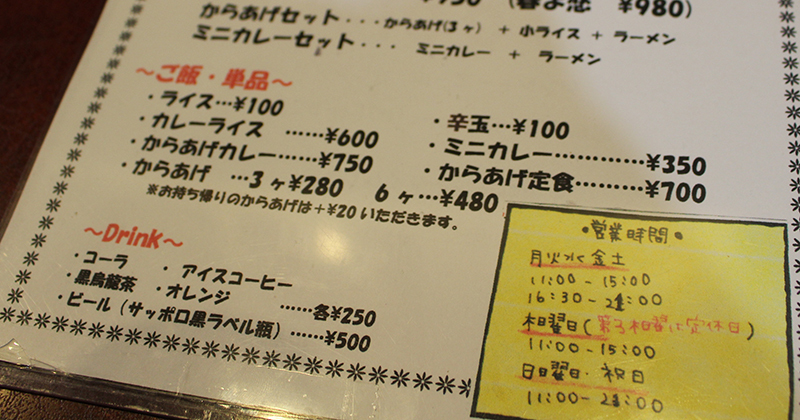 ¥950 (春よ恋 ¥980)
からあげセット・・・からあげ(3ヶ) + 小ライス + ラーメン
ミニカレーセット・・・ ミニカレー + ラーメン
～ご飯・単品～
・ライス…¥100
・カレーライス ……¥600
・からあげカレー………¥750
・からあげ …3ヶ¥280 6ヶ…¥480
※お持ち帰りのからあげは+¥20いただきます。
・辛玉…¥100
・ミニカレー…………¥350
・からあげ定食………¥700
～Drink～
・コーラ ・アイスコーヒー
・黒烏龍茶 ・オレンジ ……各¥250
・ビール(サッポロ黒ラベル瓶)……¥500
・営業時間・
月火水金土
11:00-15:00
16:30-21:00
木曜日(第3木曜は定休日)
11:00-15:00
日曜日・祝日
11:00-21:00